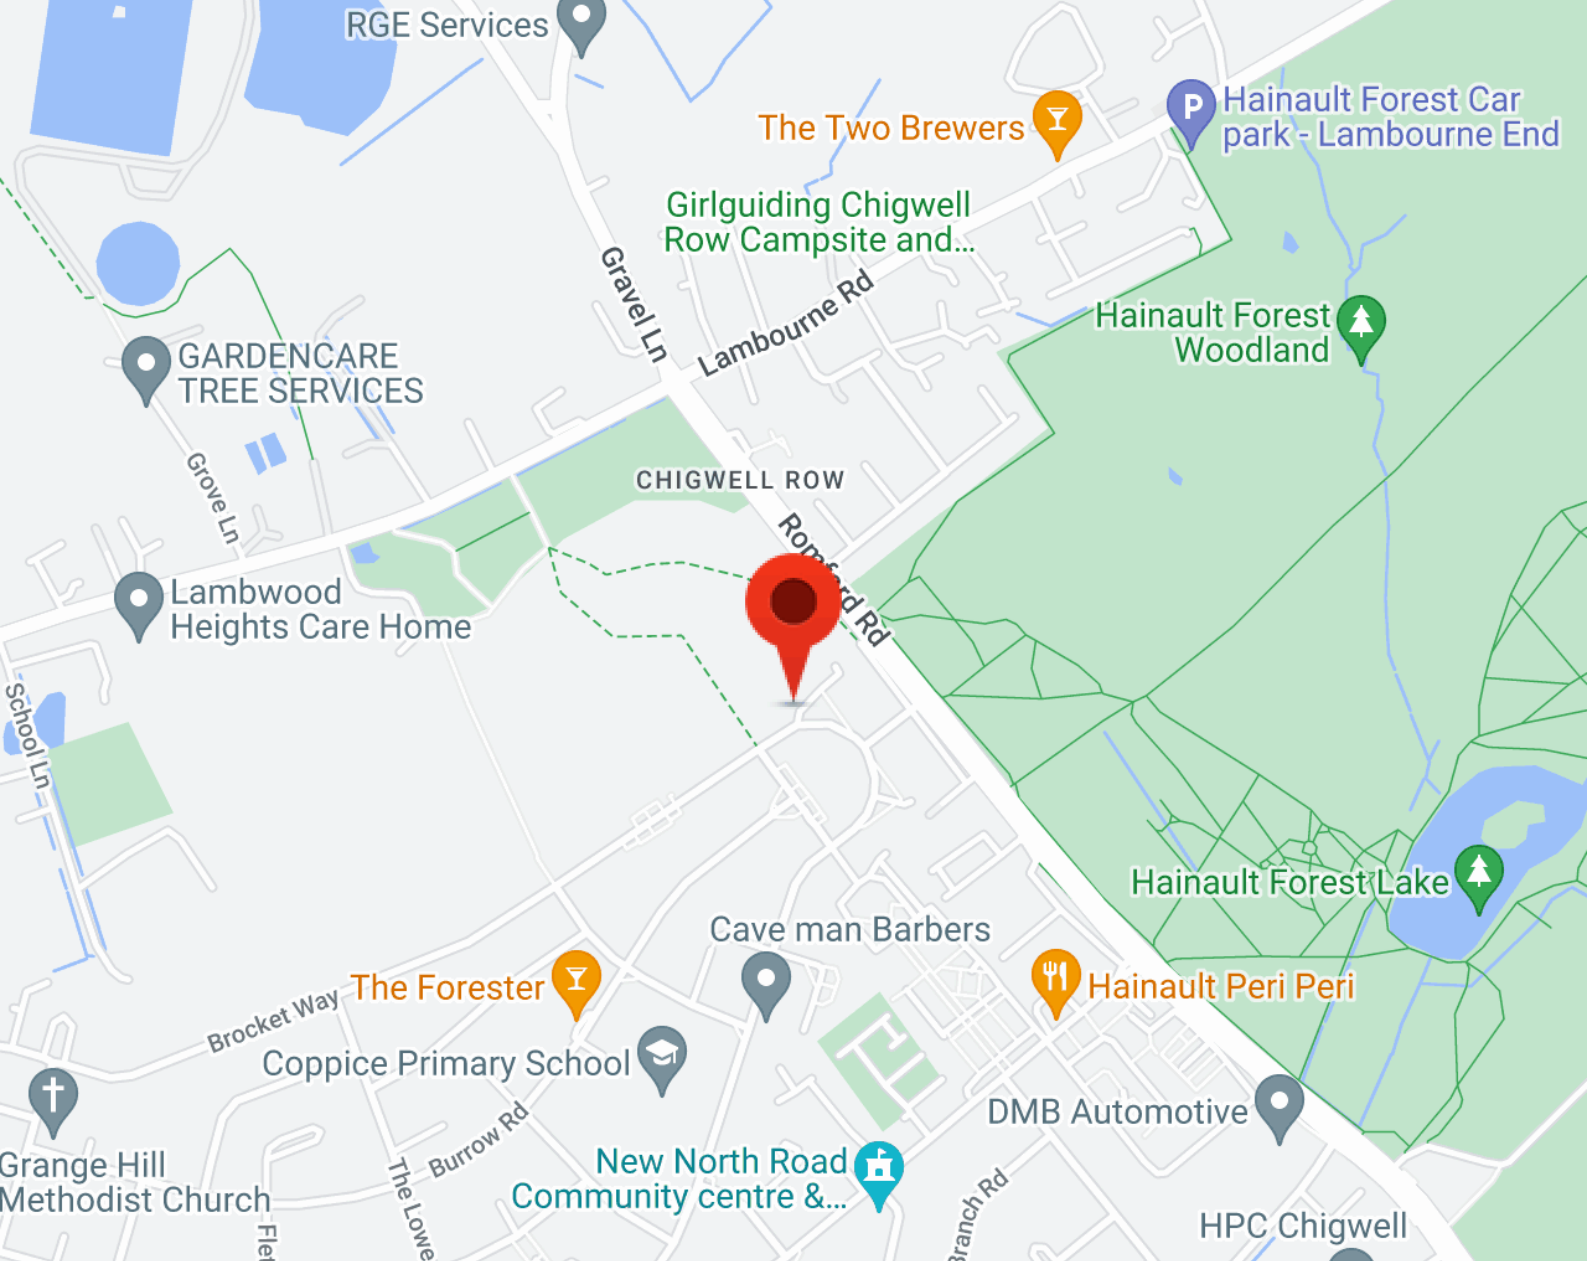 RGE Services
The Two Brewers
Hainault Forest Car
park - Lambourne End
P
Girlguiding Chigwell
Row Campsite and...
Gravel Ln
Lambourne Rd
Hainault Forest
Woodland
GARDENCARE
TREE SERVICES
Grove Ln
CHIGWELL ROW
Romford Rd
Lambwood
Heights Care Home
School Ln
Hainault Forest Lake
Cave man Barbers
The Forester
Hainault Peri Peri
Brocket Way
Coppice Primary School
DMB Automotive
Burrow Rd
New North Road
Community centre &...
Grange Hill
Methodist Church
The Lowe
Branch Rd
HPC Chigwell